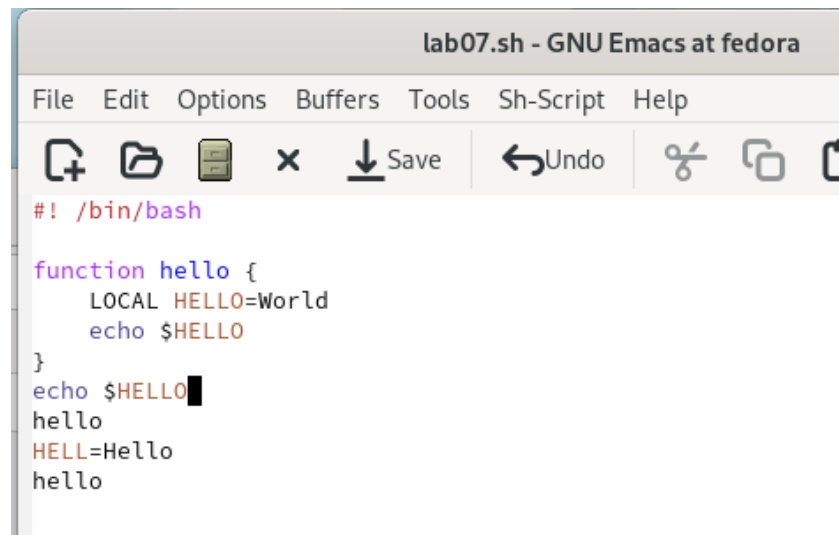 lab07.sh - GNU Emacs at fedora
File Edit Options Buffers Tools Sh-Script Help
Save Undo
#! /bin/bash

function hello {
    LOCAL HELLO=World
    echo $HELLO
}
echo $HELLO
hello
HELL=Hello
hello